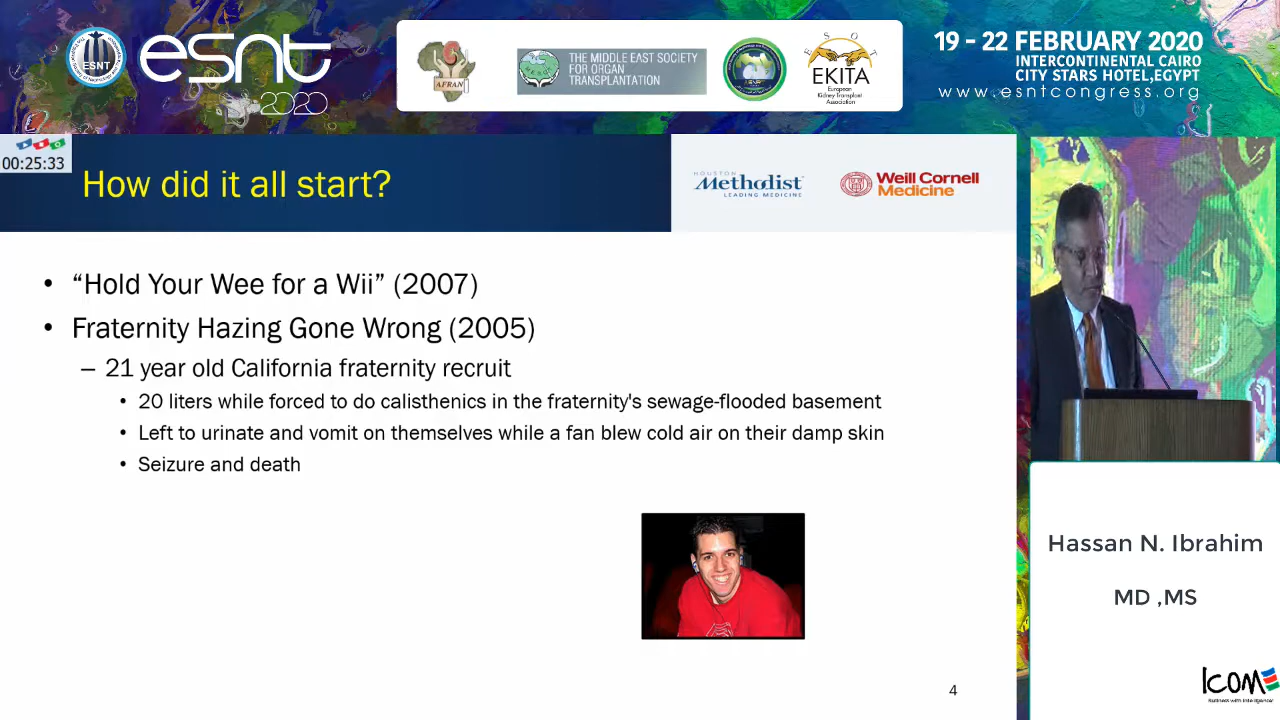 ESNT
esnt
2020
AFRAN
THE MIDDLE EAST SOCIETY
FOR ORGAN
TRANSPLANTATION
E S O T
EKITA
European
Kidney Transplant
Association
19 - 22 FEBRUARY 2020
INTERCONTINENTAL CAIRO
CITY STARS HOTEL,EGYPT
www.esntcongress.org
00:25:33
How did it all start?
HOUSTON
Methodist
LEADING MEDICINE
Weill Cornell
Medicine
• “Hold Your Wee for a Wii” (2007)
• Fraternity Hazing Gone Wrong (2005)
– 21 year old California fraternity recruit
• 20 liters while forced to do calisthenics in the fraternity's sewage-flooded basement
• Left to urinate and vomit on themselves while a fan blew cold air on their damp skin
• Seizure and death
4
Hassan N. Ibrahim
MD ,MS
ICOM